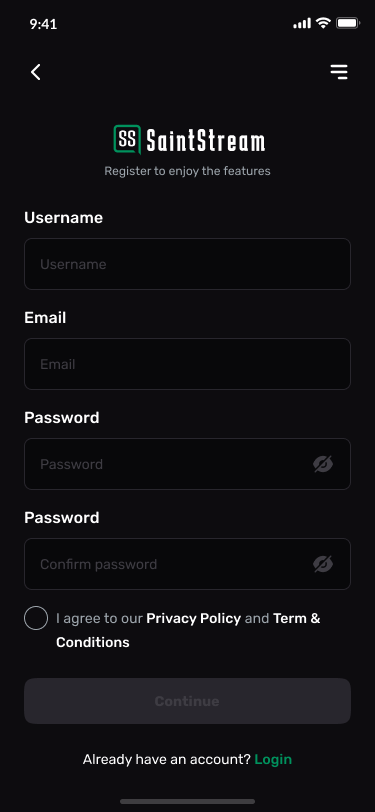 9:41
SS SaintStream
Register to enjoy the features
Username
Username
Email
Email
Password
Password
Password
Confirm password
I agree to our Privacy Policy and Term &
Conditions
Continue
Already have an account? Login